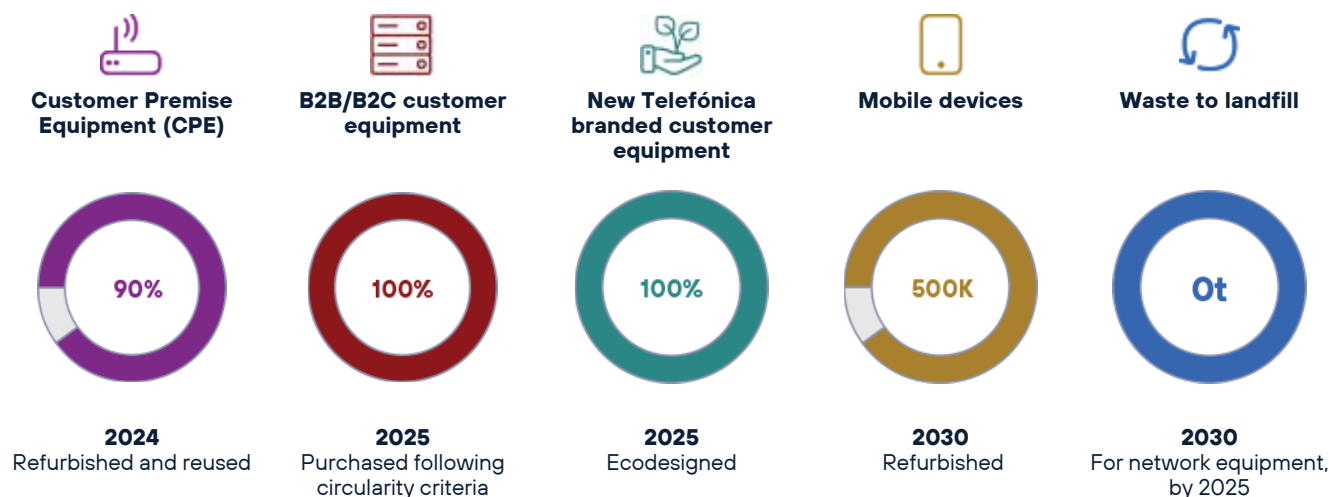 Customer Premise
Equipment (CPE)
90%
2024
Refurbished and reused
B2B/B2C customer
equipment
100%
2025
Purchased following
circularity criteria
New Telefónica
branded customer
equipment
100%
2025
Ecodesigned
Mobile devices
500K
2030
Refurbished
Waste to landfill
0t
2030
For network equipment,
by 2025